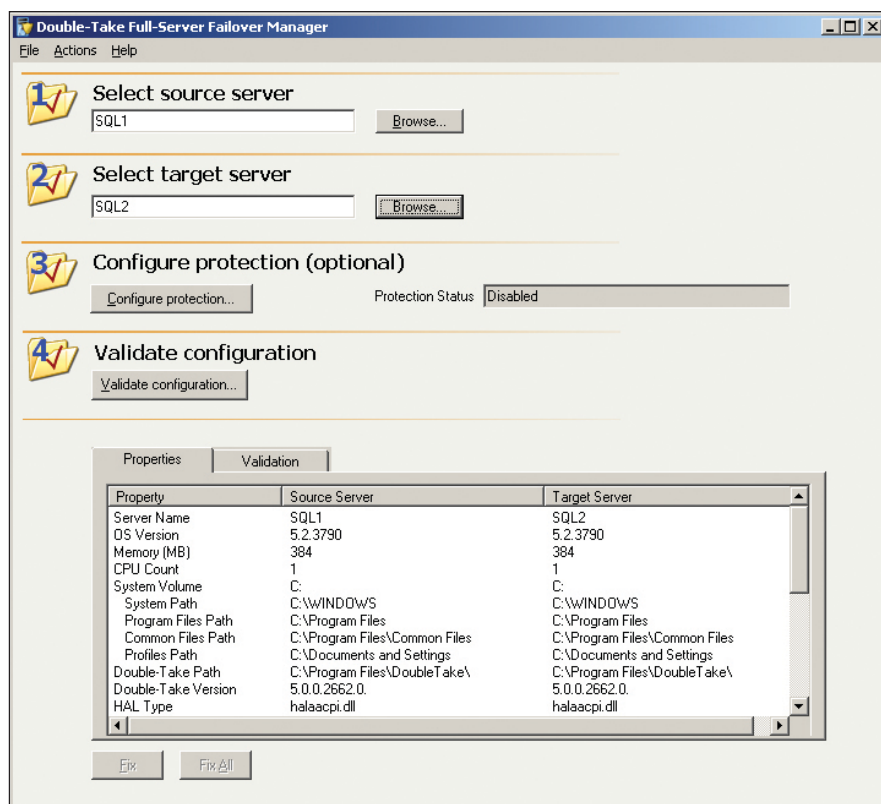 Double-Take Full-Server Failover Manager
File Actions Help
1 Select source server
SQL1 Browse...
2 Select target server
SQL2 Browse...
3 Configure protection (optional)
Configure protection... Protection Status Disabled
4 Validate configuration
Validate configuration...
Properties Validation
Property Source Server Target Server
Server Name SQL1 SQL2
OS Version 5.2.3790 5.2.3790
Memory (MB) 384 384
CPU Count 1 1
System Volume C: C:
System Path C:\WINDOWS C:\WINDOWS
Program Files Path C:\Program Files C:\Program Files
Common Files Path C:\Program Files\Common Files C:\Program Files\Common Files
Profiles Path C:\Documents and Settings C:\Documents and Settings
Double-Take Path C:\Program Files\DoubleTake\ C:\Program Files\DoubleTake\
Double-Take Version 5.0.0.2662.0. 5.0.0.2662.0.
HAL Type halaacpi.dll halaacpi.dll
Fix Fix All